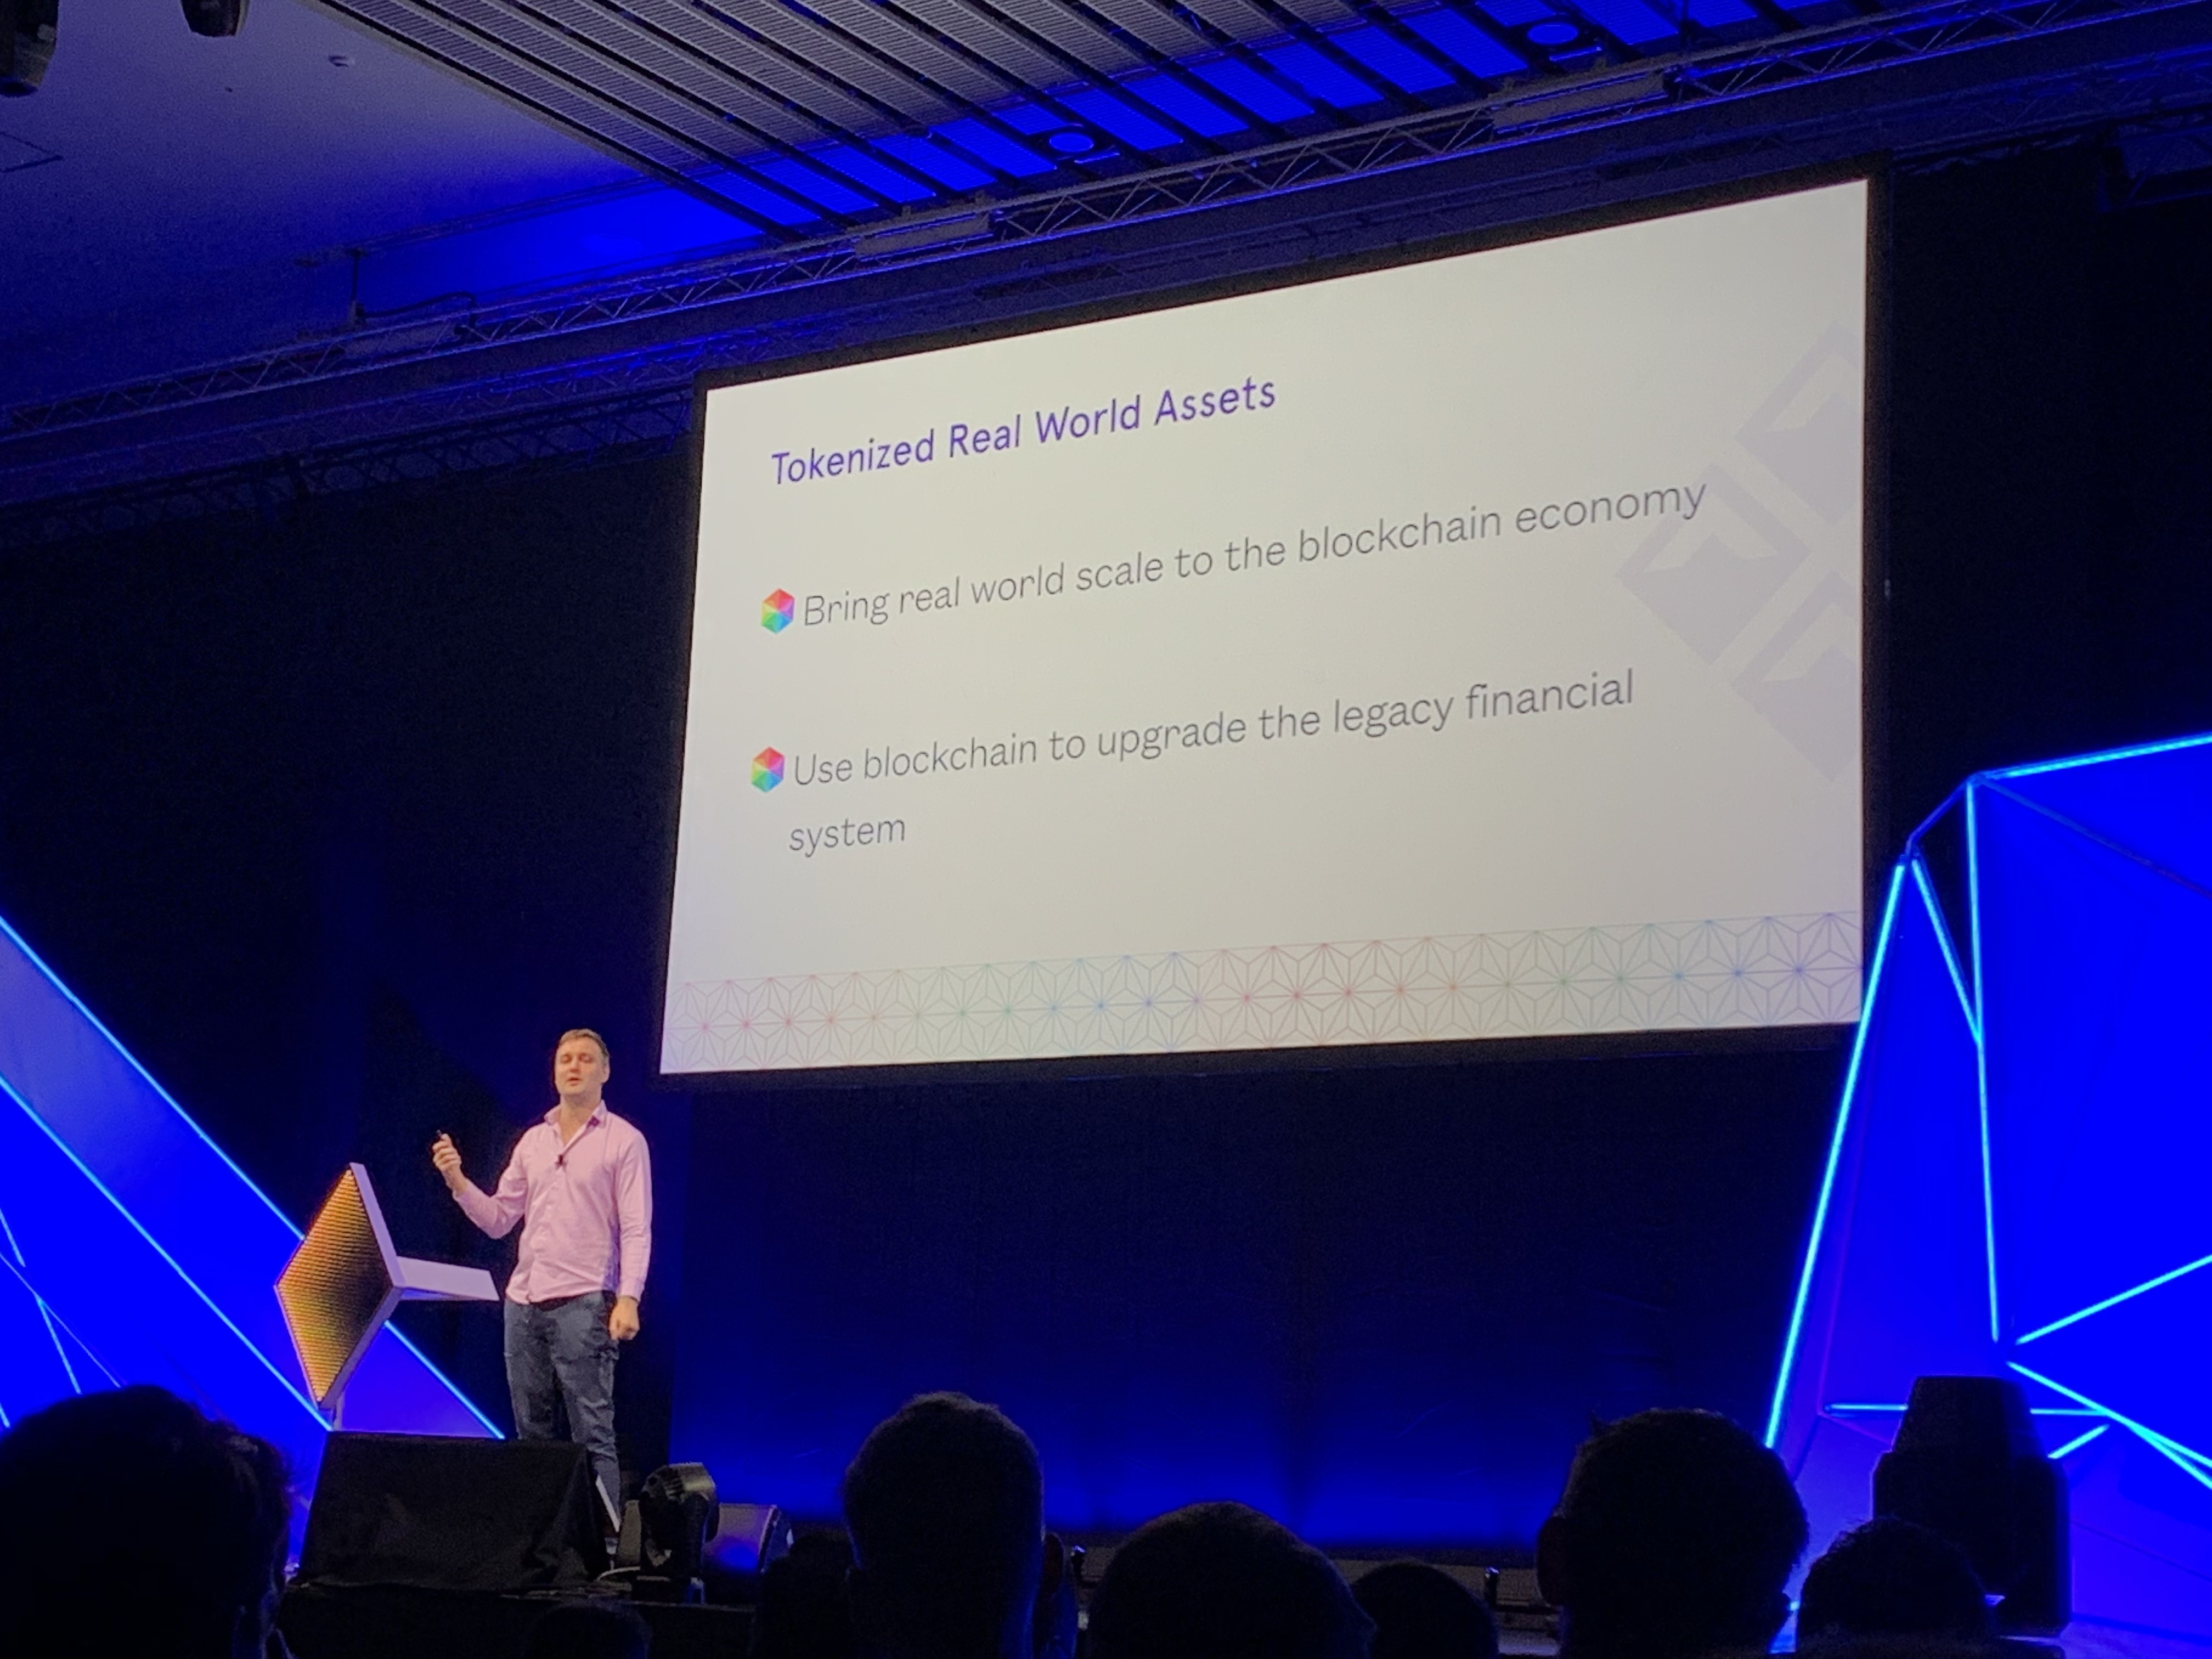 Tokenized Real World Assets
Bring real world scale to the blockchain economy
Use blockchain to upgrade the legacy financial
system